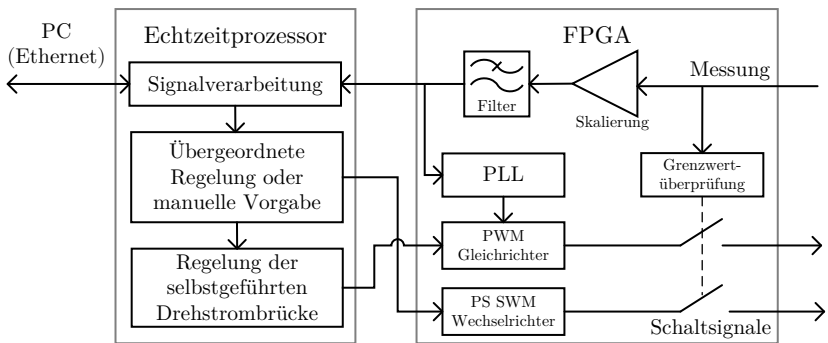 PC
(Ethernet)
Echtzeitprozessor
Signalverarbeitung
Übergeordnete
Regelung oder
manuelle Vorgabe
Regelung der
selbstgeführten
Drehstrombrücke
FPGA
Filter
Skalierung
Messung
PLL
Grenzwert-
überprüfung
PWM
Gleichrichter
PS SWM
Wechselrichter
Schaltsignale